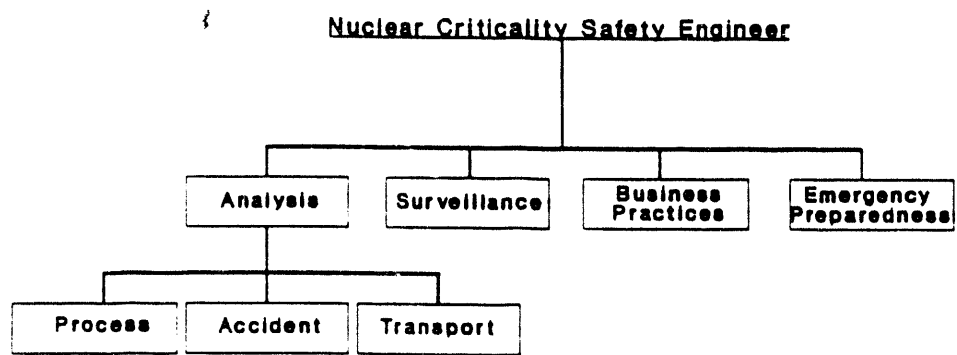 Nuclear Criticality Safety Engineer
Analysis
Surveillance
Business
Practices
Emergency
Preparedness
Process
Accident
Transport